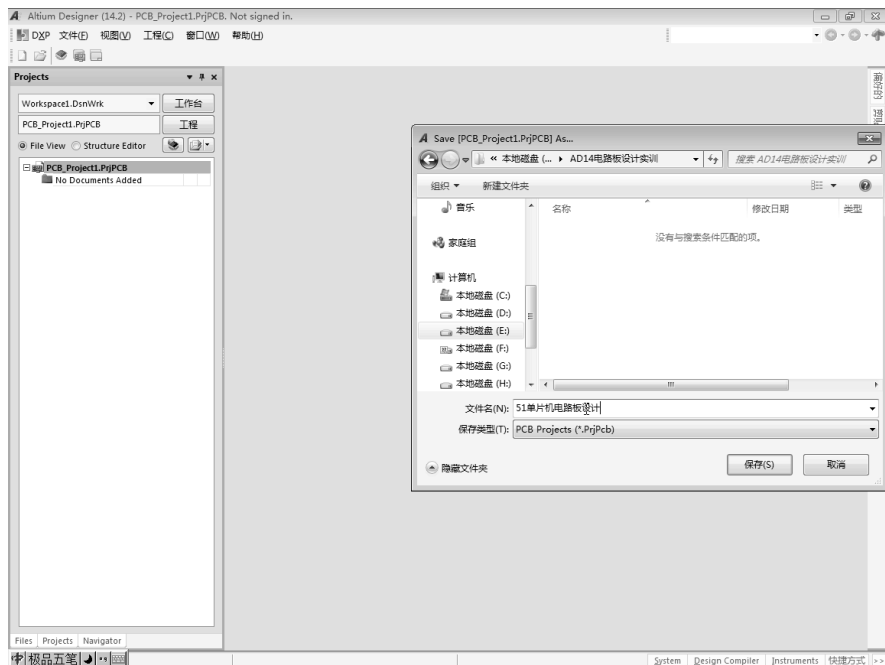 Altium Designer (14.2) - PCB_Project1.PrjPCB. Not signed in.
DXP 文件(F) 视图(V) 工程(C) 窗口(W) 帮助(H)
Projects
Workspace1.DsnWrk 工作台
PCB_Project1.PrjPCB 工程
File View Structure Editor
PCB_Project1.PrjPCB
No Documents Added
Save [PCB_Project1.PrjPCB] As...
« 本地磁盘 (... ▸ AD14电路板设计实训
搜索 AD14电路板设计实训
组织 新建文件夹
名称 修改日期 类型
没有与搜索条件匹配的项。
音乐
家庭组
计算机
本地磁盘 (C:)
本地磁盘 (D:)
本地磁盘 (E:)
本地磁盘 (F:)
本地磁盘 (G:)
本地磁盘 (H:)
文件名(N): 51单片机电路板设计
保存类型(T): PCB Projects (*.PrjPcb)
隐藏文件夹 保存(S) 取消
Files Projects Navigator
中 极品五笔
System Design Compiler Instruments 快捷方式 >>